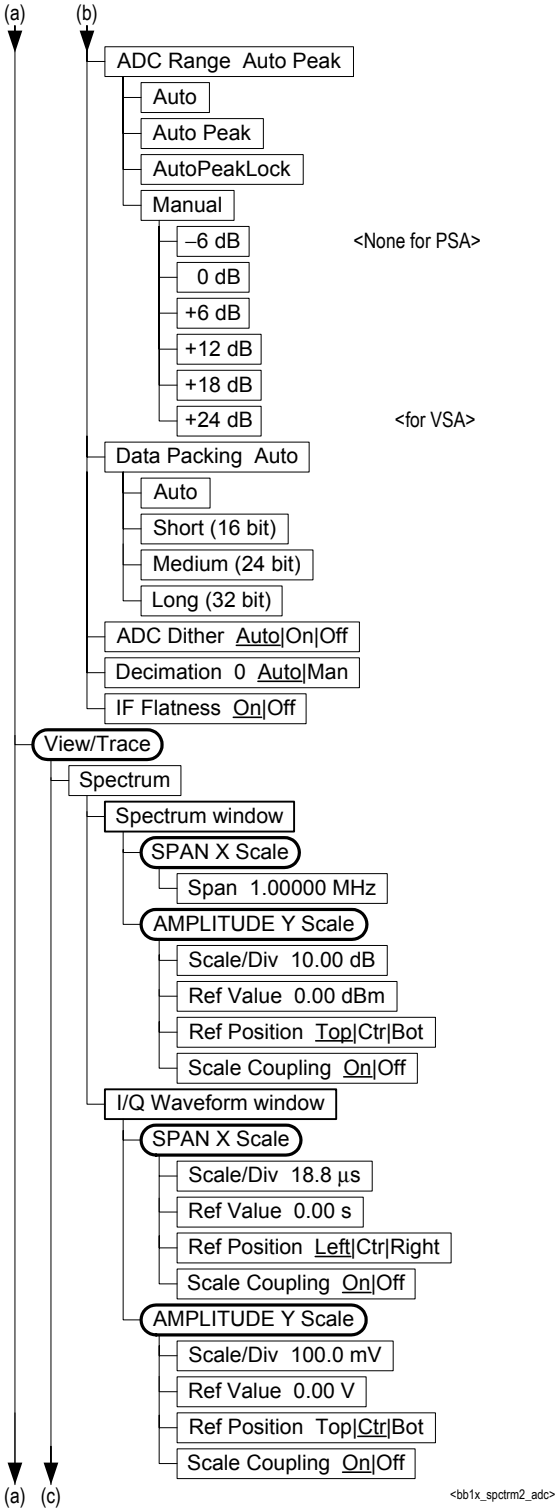 (a) (b)
ADC Range Auto Peak
Auto
Auto Peak
AutoPeakLock
Manual
–6 dB <None for PSA>
0 dB
+6 dB
+12 dB
+18 dB
+24 dB <for VSA>
Data Packing Auto
Auto
Short (16 bit)
Medium (24 bit)
Long (32 bit)
ADC Dither Auto|On|Off
Decimation 0 Auto|Man
IF Flatness On|Off
View/Trace
Spectrum
Spectrum window
SPAN X Scale
Span 1.00000 MHz
AMPLITUDE Y Scale
Scale/Div 10.00 dB
Ref Value 0.00 dBm
Ref Position Top|Ctr|Bot
Scale Coupling On|Off
I/Q Waveform window
SPAN X Scale
Scale/Div 18.8 μs
Ref Value 0.00 s
Ref Position Left|Ctr|Right
Scale Coupling On|Off
AMPLITUDE Y Scale
Scale/Div 100.0 mV
Ref Value 0.00 V
Ref Position Top|Ctr|Bot
Scale Coupling On|Off
(a) (c) <bb1x_spctrm2_adc>